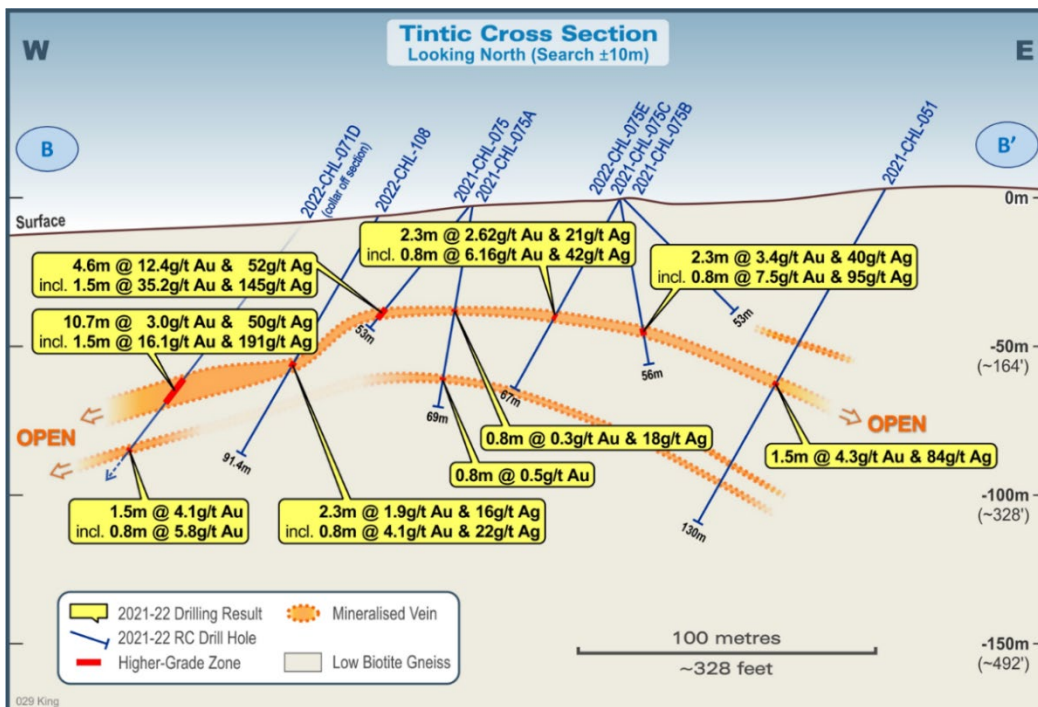 Tintic Cross Section
Looking North (Search ±10m)
W
E
B
B'
2022-CHL-071D
(collar off section)
2022-CHL-108
2021-CHL-075
2021-CHL-075A
2022-CHL-075E
2021-CHL-075C
2021-CHL-075B
2021-CHL-051
Surface
0m
-50m
(~164')
-100m
(~328')
-150m
(~492')
4.6m @ 12.4g/t Au & 52g/t Ag
incl. 1.5m @ 35.2g/t Au & 145g/t Ag
2.3m @ 2.62g/t Au & 21g/t Ag
incl. 0.8m @ 6.16g/t Au & 42g/t Ag
2.3m @ 3.4g/t Au & 40g/t Ag
incl. 0.8m @ 7.5g/t Au & 95g/t Ag
10.7m @ 3.0g/t Au & 50g/t Ag
incl. 1.5m @ 16.1g/t Au & 191g/t Ag
53m
53m
56m
67m
69m
91.4m
130m
OPEN
OPEN
0.8m @ 0.3g/t Au & 18g/t Ag
0.8m @ 0.5g/t Au
1.5m @ 4.3g/t Au & 84g/t Ag
1.5m @ 4.1g/t Au
incl. 0.8m @ 5.8g/t Au
2.3m @ 1.9g/t Au & 16g/t Ag
incl. 0.8m @ 4.1g/t Au & 22g/t Ag
2021-22 Drilling Result
2021-22 RC Drill Hole
Higher-Grade Zone
Mineralised Vein
Low Biotite Gneiss
100 metres
~328 feet
029 King